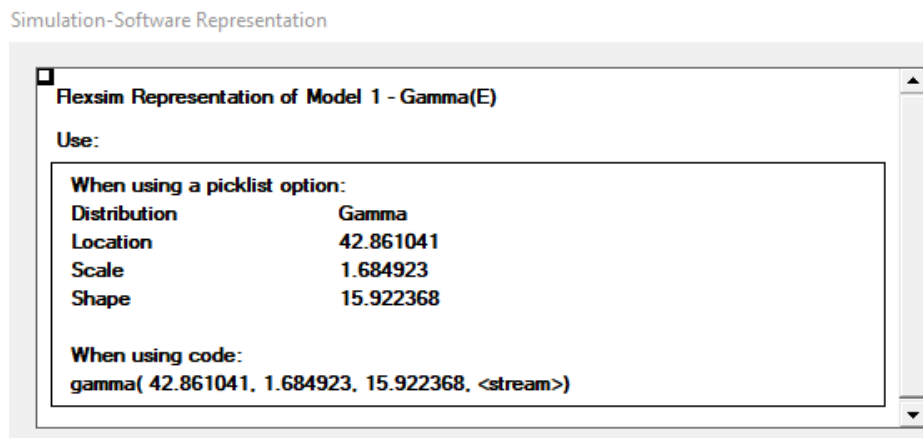 Simulation-Software Representation
Flexsim Representation of Model 1 - Gamma(E)
Use:
When using a picklist option:
Distribution Gamma
Location 42.861041
Scale 1.684923
Shape 15.922368
When using code:
gamma( 42.861041, 1.684923, 15.922368, <stream>)